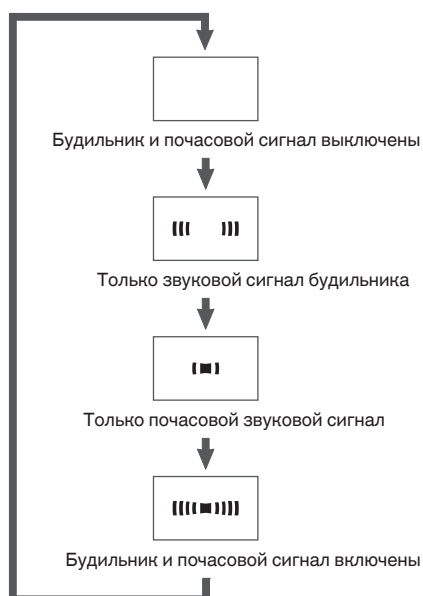 Будильник и почасовой сигнал выключены
Только звуковой сигнал будильника
Только почасовой звуковой сигнал
Будильник и почасовой сигнал включены